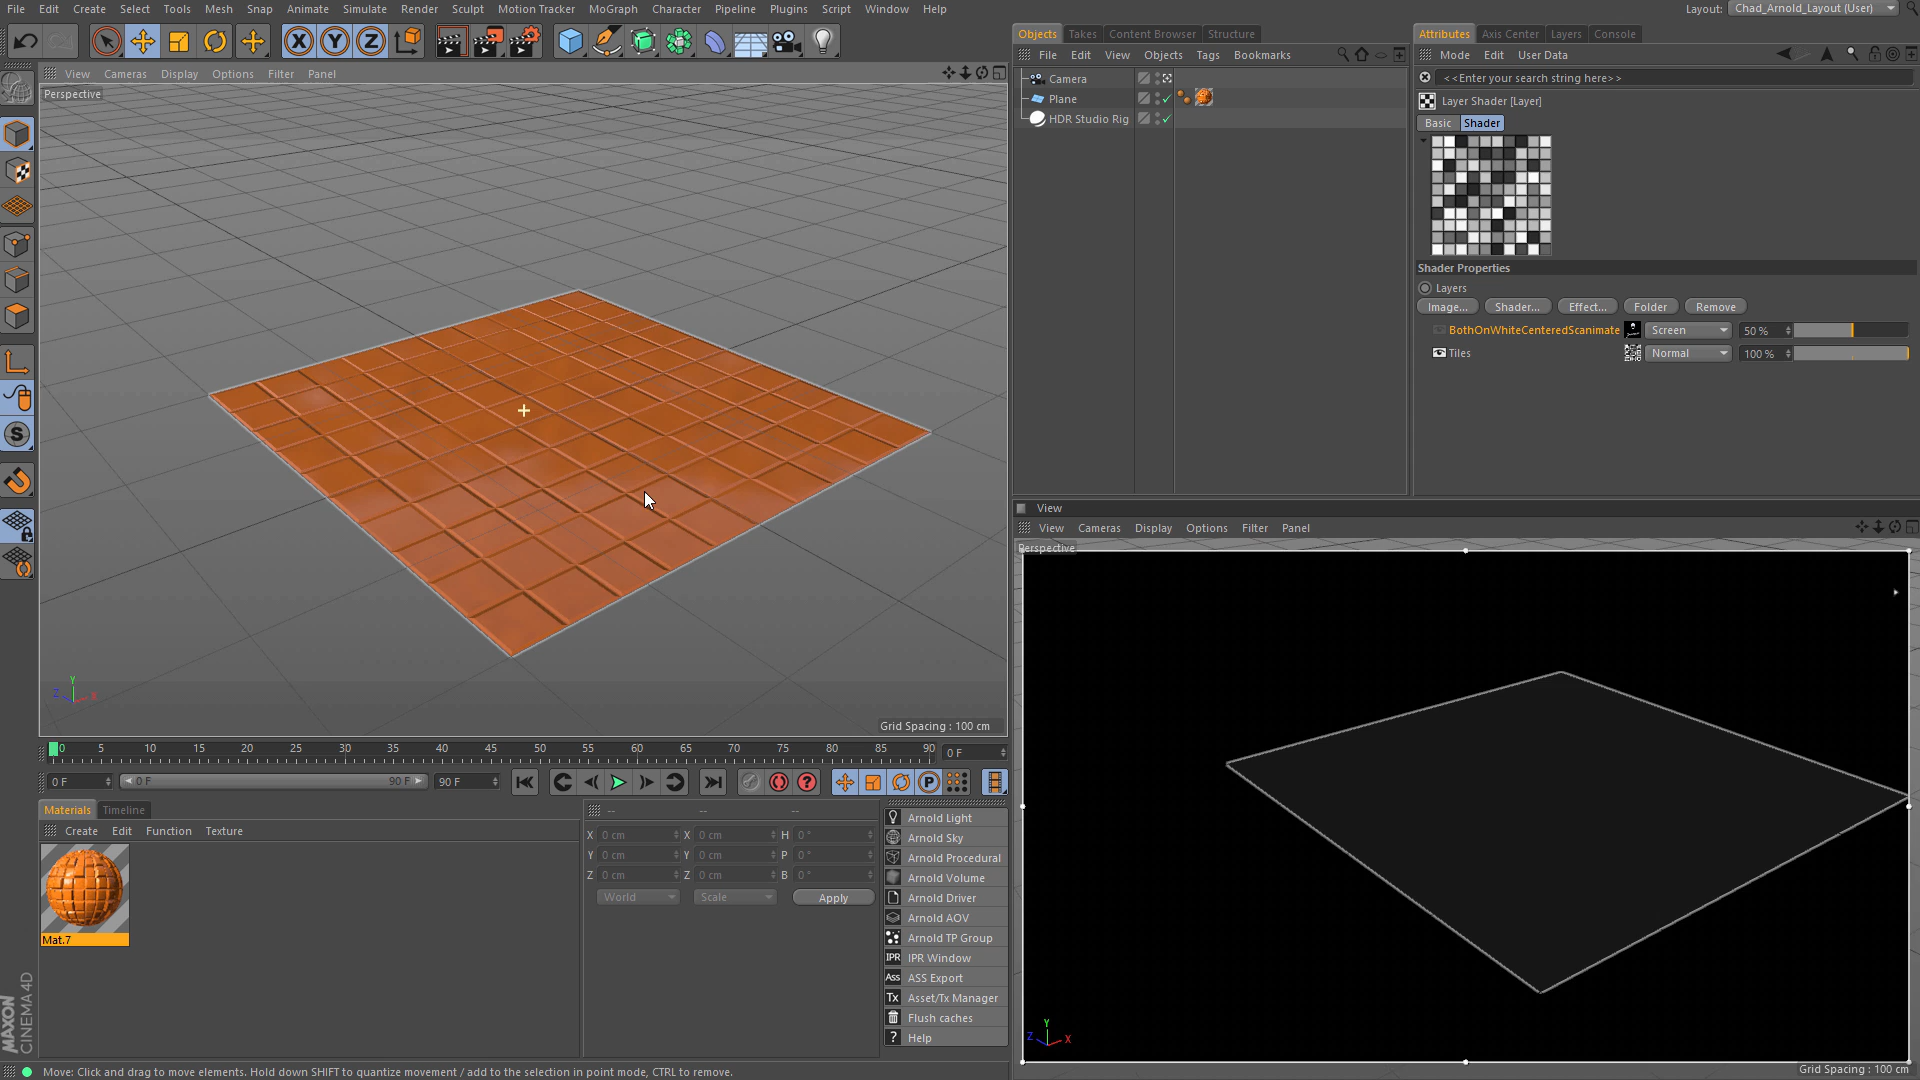 File Edit Create Select Tools Mesh Snap Animate Simulate Render Sculpt Motion Tracker MoGraph Character Pipeline Plugins Script Window Help
Layout: Chad_Arnold_Layout (User)
X Y Z
Objects Takes Content Browser Structure
Attributes Axis Center Layers Console
File Edit View Objects Tags Bookmarks
Mode Edit User Data
View Cameras Display Options Filter Panel
Perspective
Camera
Plane
HDR Studio Rig
<<Enter your search string here>>
Layer Shader [Layer]
Basic Shader
Shader Properties
Layers
Image... Shader... Effect... Folder Remove
BothOnWhiteCenteredScanimate Screen 50 %
Tiles Normal 100 %
S
Y
Z X
Grid Spacing : 100 cm
View
View Cameras Display Options Filter Panel
Perspective
Y
Z X
Grid Spacing : 100 cm
0 5 10 15 20 25 30 35 40 45 50 55 60 65 70 75 80 85 90 0 F
0 F 0 F 90 F 90 F P
Materials Timeline
Create Edit Function Texture
Mat.7
-- -- --
X 0 cm X 0 cm H 0 °
Y 0 cm Y 0 cm P 0 °
Z 0 cm Z 0 cm B 0 °
World Scale Apply
Arnold Light
Arnold Sky
Arnold Procedural
Arnold Volume
Arnold Driver
Arnold AOV
Arnold TP Group
IPR IPR Window
Ass ASS Export
Tx Asset/Tx Manager
Flush caches
? Help
MAXON
CINEMA 4D
Move: Click and drag to move elements. Hold down SHIFT to quantize movement / add to the selection in point mode, CTRL to remove.